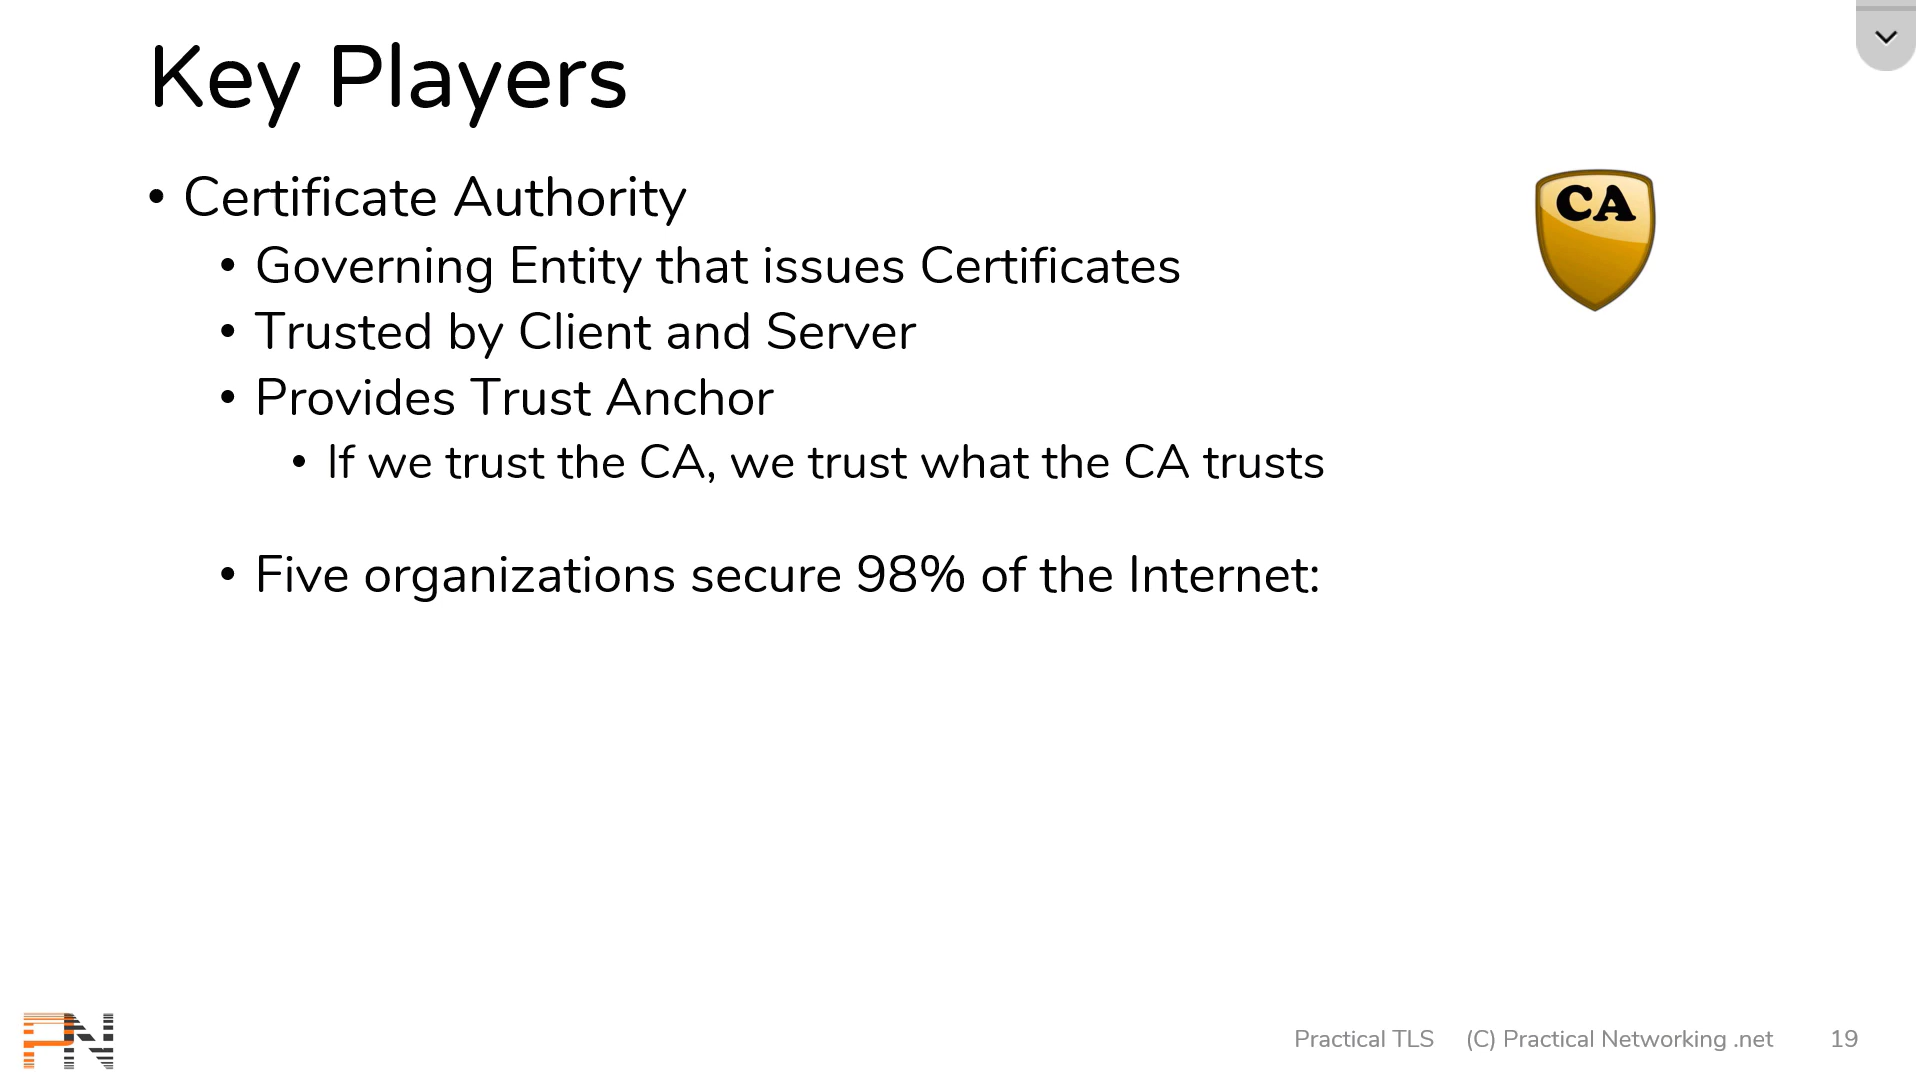 Key Players
• Certificate Authority
CA
• Governing Entity that issues Certificates
• Trusted by Client and Server
• Provides Trust Anchor
• If we trust the CA, we trust what the CA trusts
• Five organizations secure 98% of the Internet:
PN
Practical TLS (C) Practical Networking .net 19